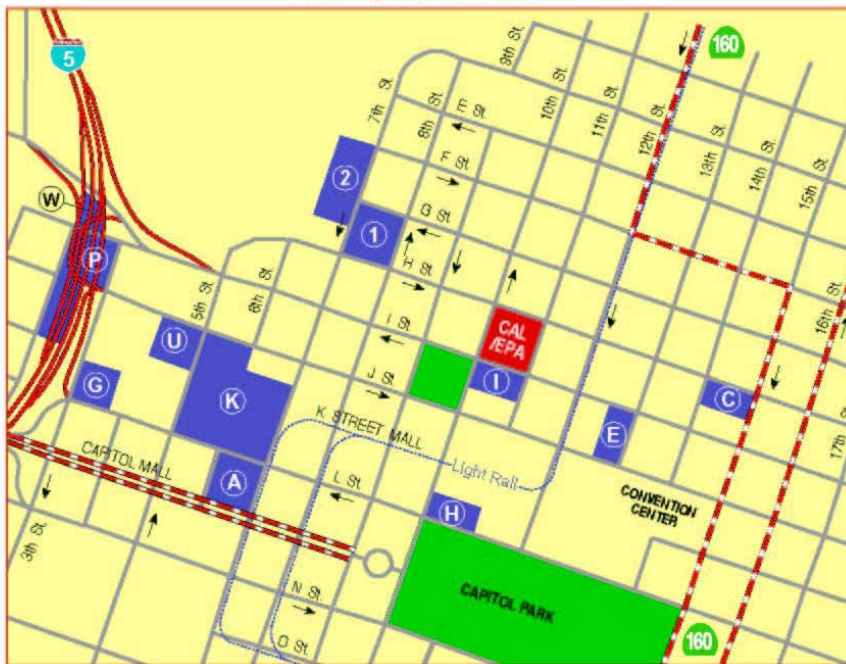 5
160
9th St.
7th St.
8th St.
E St.
10th St.
11th St.
12th St.
13th St.
14th St.
15th St.
F St.
2
W
1
G St.
P
H St.
5th St.
6th St.
I St.
16th St.
CAL
/EPA
U
J St.
I
G
K
C
K STREET MALL
E
17th St.
CAPITOL MALL
A
L St.
Light Rail
CONVENTION
CENTER
H
3th St.
N St.
CAPITOL PARK
O St.
160